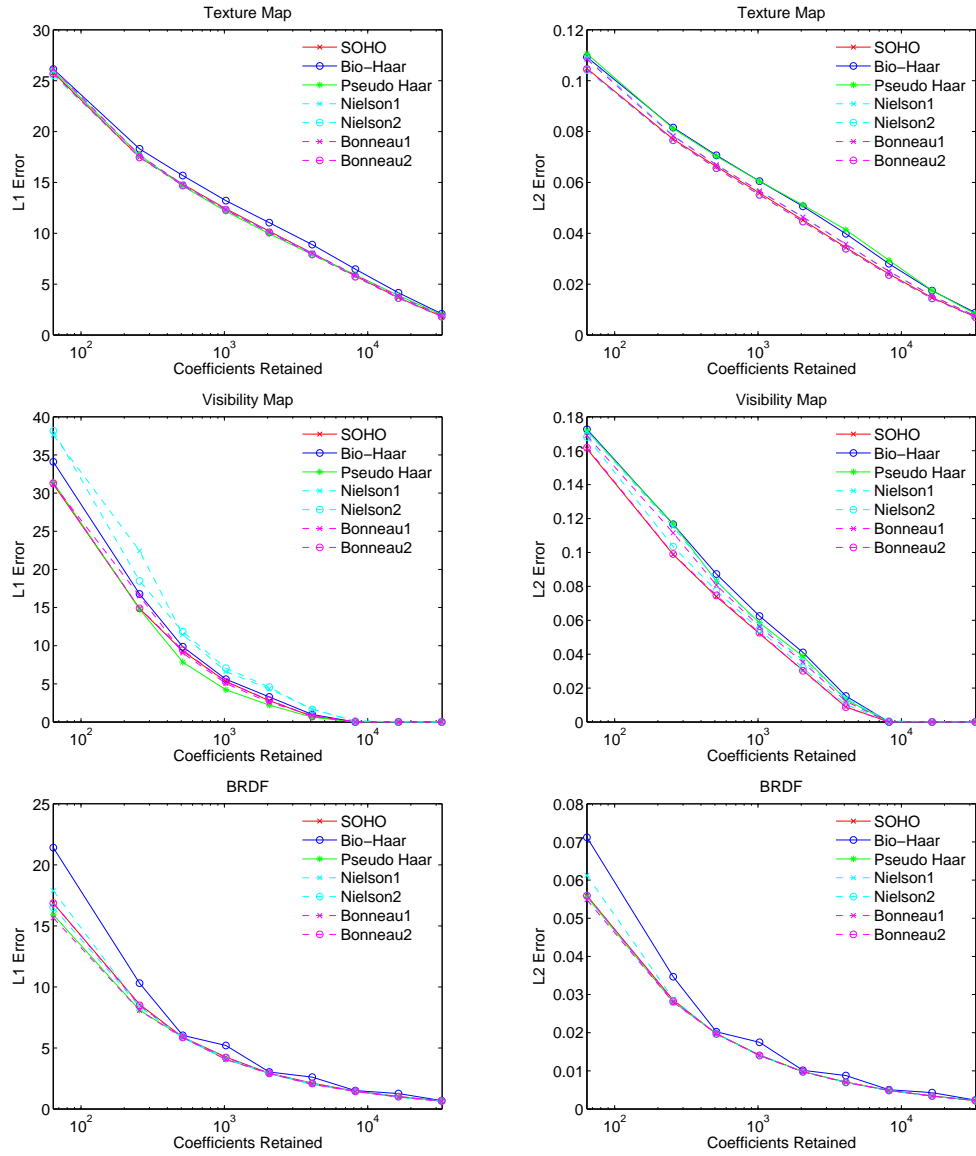 Texture Map
30
25
20
15
10
5
0
L1 Error
10^2
10^3
10^4
Coefficients Retained
SOHO
Bio-Haar
Pseudo Haar
Nielson1
Nielson2
Bonneau1
Bonneau2
Texture Map
0.12
0.1
0.08
0.06
0.04
0.02
0
L2 Error
10^2
10^3
10^4
Coefficients Retained
SOHO
Bio-Haar
Pseudo Haar
Nielson1
Nielson2
Bonneau1
Bonneau2
Visibility Map
40
35
30
25
20
15
10
5
0
L1 Error
10^2
10^3
10^4
Coefficients Retained
SOHO
Bio-Haar
Pseudo Haar
Nielson1
Nielson2
Bonneau1
Bonneau2
Visibility Map
0.18
0.16
0.14
0.12
0.1
0.08
0.06
0.04
0.02
0
L2 Error
10^2
10^3
10^4
Coefficients Retained
SOHO
Bio-Haar
Pseudo Haar
Nielson1
Nielson2
Bonneau1
Bonneau2
BRDF
25
20
15
10
5
0
L1 Error
10^2
10^3
10^4
Coefficients Retained
SOHO
Bio-Haar
Pseudo Haar
Nielson1
Nielson2
Bonneau1
Bonneau2
BRDF
0.08
0.07
0.06
0.05
0.04
0.03
0.02
0.01
0
L2 Error
10^2
10^3
10^4
Coefficients Retained
SOHO
Bio-Haar
Pseudo Haar
Nielson1
Nielson2
Bonneau1
Bonneau2